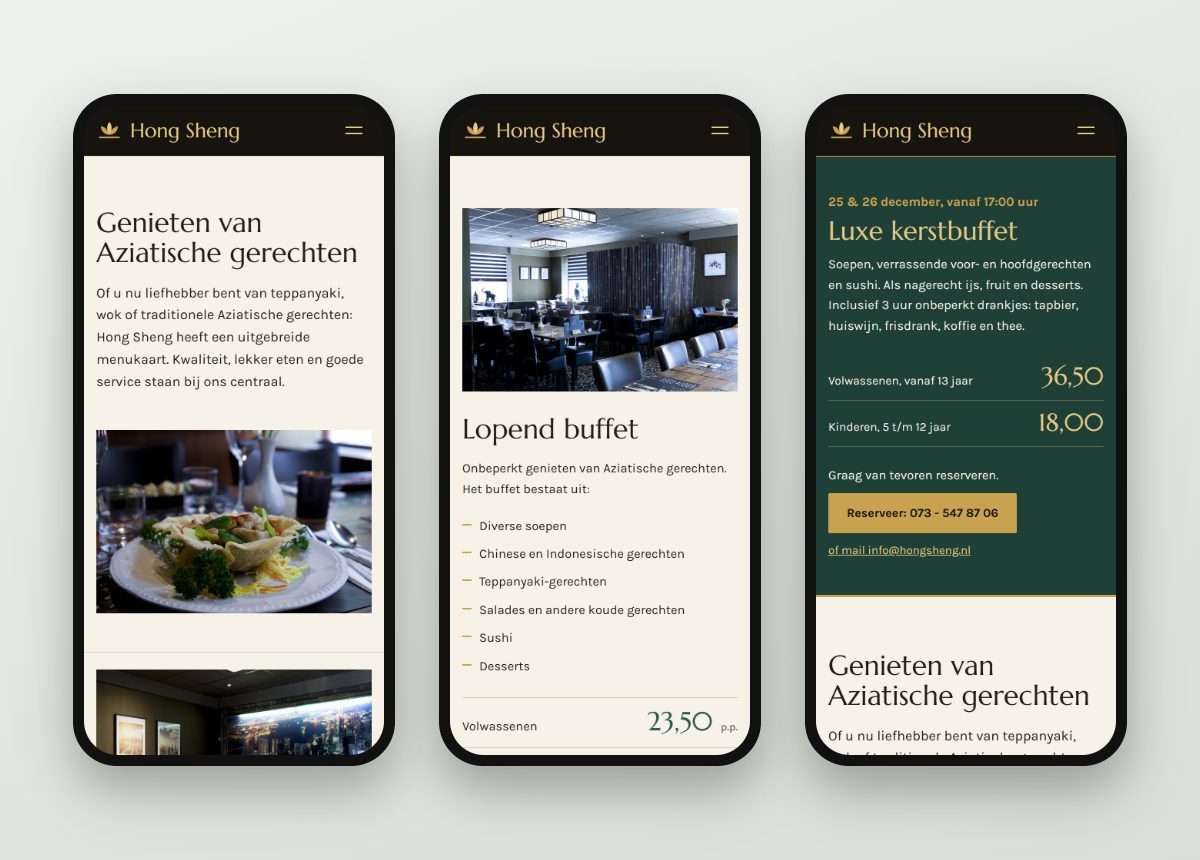 Hong Sheng
Genieten van
Aziatische gerechten
Of u nu liefhebber bent van teppanyaki,
wok of traditionele Aziatische gerechten:
Hong Sheng heeft een uitgebreide
menukaart. Kwaliteit, lekker eten en goede
service staan bij ons centraal.
Hong Sheng
Lopend buffet
Onbeperkt genieten van Aziatische gerechten.
Het buffet bestaat uit:
Diverse soepen
Chinese en Indonesische gerechten
Teppanyaki-gerechten
Salades en andere koude gerechten
Sushi
Desserts
Volwassenen 23,50 p.p.
Hong Sheng
25 & 26 december, vanaf 17:00 uur
Luxe kerstbuffet
Soepen, verrassende voor- en hoofdgerechten
en sushi. Als nagerecht ijs, fruit en desserts.
Inclusief 3 uur onbeperkt drankjes: tapbier,
huiswijn, frisdrank, koffie en thee.
Volwassenen, vanaf 13 jaar 36,50
Kinderen, 5 t/m 12 jaar 18,00
Graag van tevoren reserveren.
Reserveer: 073 - 547 87 06
of mail info@hongsheng.nl
Genieten van
Aziatische gerechten
Of u nu liefhebber bent van teppanyaki,